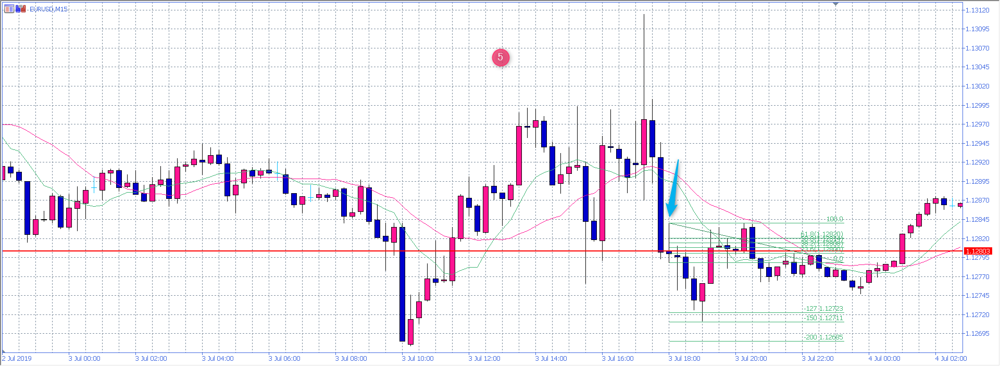 EURUSD,M15
5
1.13120
1.13095
1.13070
1.13045
1.13020
1.12995
1.12970
1.12945
1.12920
1.12895
1.12870
1.12845
1.12820
1.12803
1.12795
1.12770
1.12745
1.12720
1.12695
100.0
61.8(1.12820)
0.0
-127 1.12723
-150 1.12711
-200 1.12685
2 Jul 2019
3 Jul 00:00
3 Jul 02:00
3 Jul 04:00
3 Jul 06:00
3 Jul 08:00
3 Jul 10:00
3 Jul 12:00
3 Jul 14:00
3 Jul 16:00
3 Jul 18:00
3 Jul 20:00
3 Jul 22:00
4 Jul 00:00
4 Jul 02:00